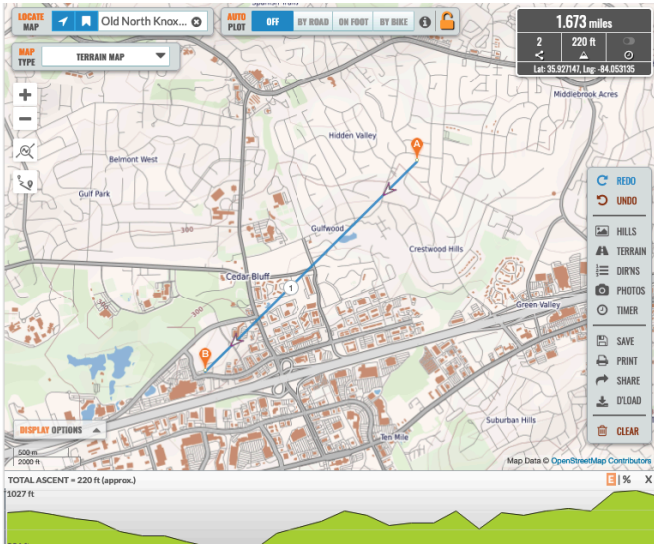 LOCATE MAP
Old North Knox...
AUTO PLOT
OFF
BY ROAD
ON FOOT
BY BIKE
1.673 miles
2
220 ft
Lat: 35.927147, Lng: -84.053135
MAP TYPE
TERRAIN MAP
Middlebrook Acres
Hidden Valley
A
Belmont West
Gulf Park
Gulfwood
Crestwood Hills
Cedar Bluff
1
Green Valley
B
Suburban Hills
Ten Mile
REDO
UNDO
HILLS
TERRAIN
DIR'NS
PHOTOS
TIMER
SAVE
PRINT
SHARE
D'LOAD
CLEAR
DISPLAY OPTIONS
500 m
2000 ft
Map Data © OpenStreetMap Contributors
TOTAL ASCENT = 220 ft (approx.)
E | % X
1027 ft